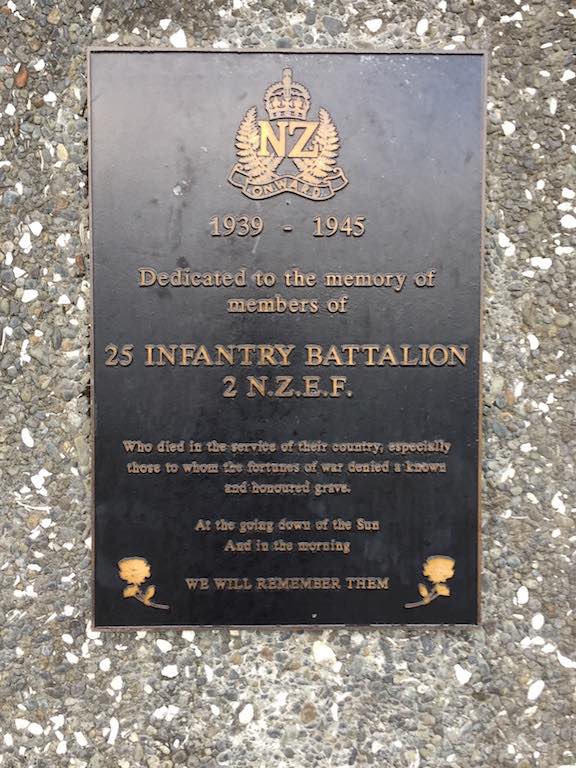 NZ
ONWARD
1939 - 1945
Dedicated to the memory of
members of
25 INFANTRY BATTALION
2 N.Z.E.F.
Who died in the service of their country, especially
those to whom the fortunes of war denied a known
and honoured grave.
At the going down of the Sun
And in the morning
WE WILL REMEMBER THEM